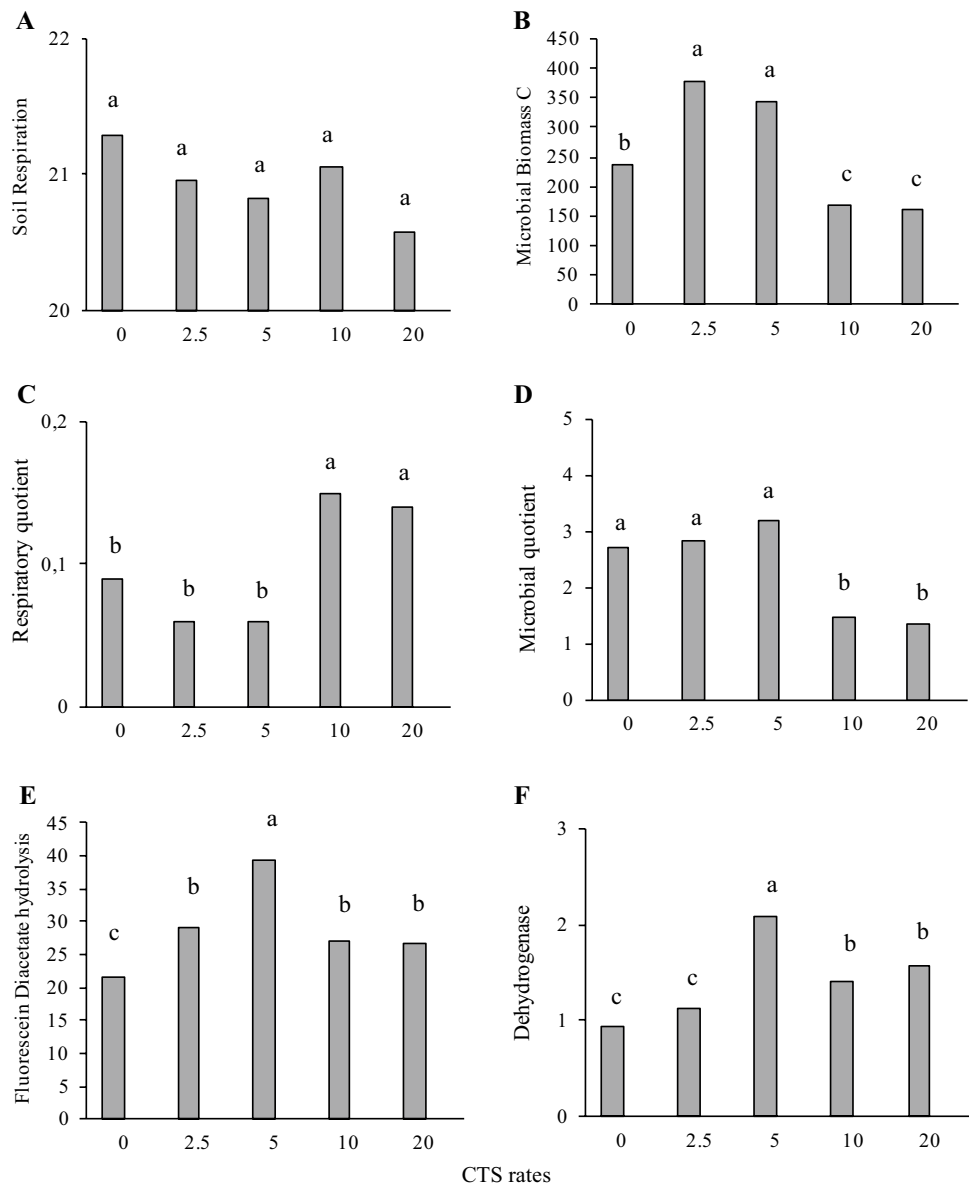 A
22
21
20
Soil Respiration
a
a
a
a
a
0 2.5 5 10 20
B
450
400
350
300
250
200
150
100
50
0
Microbial Biomass C
b
a
a
c
c
0 2.5 5 10 20
C
0,2
0,1
0
Respiratory quotient
b
b
b
a
a
0 2.5 5 10 20
D
5
4
3
2
1
0
Microbial quotient
a
a
a
b
b
0 2.5 5 10 20
E
45
40
35
30
25
20
15
10
5
0
Fluorescein Diacetate hydrolysis
c
b
a
b
b
0 2.5 5 10 20
F
3
2
1
0
Dehydrogenase
c
c
a
b
b
0 2.5 5 10 20
CTS rates